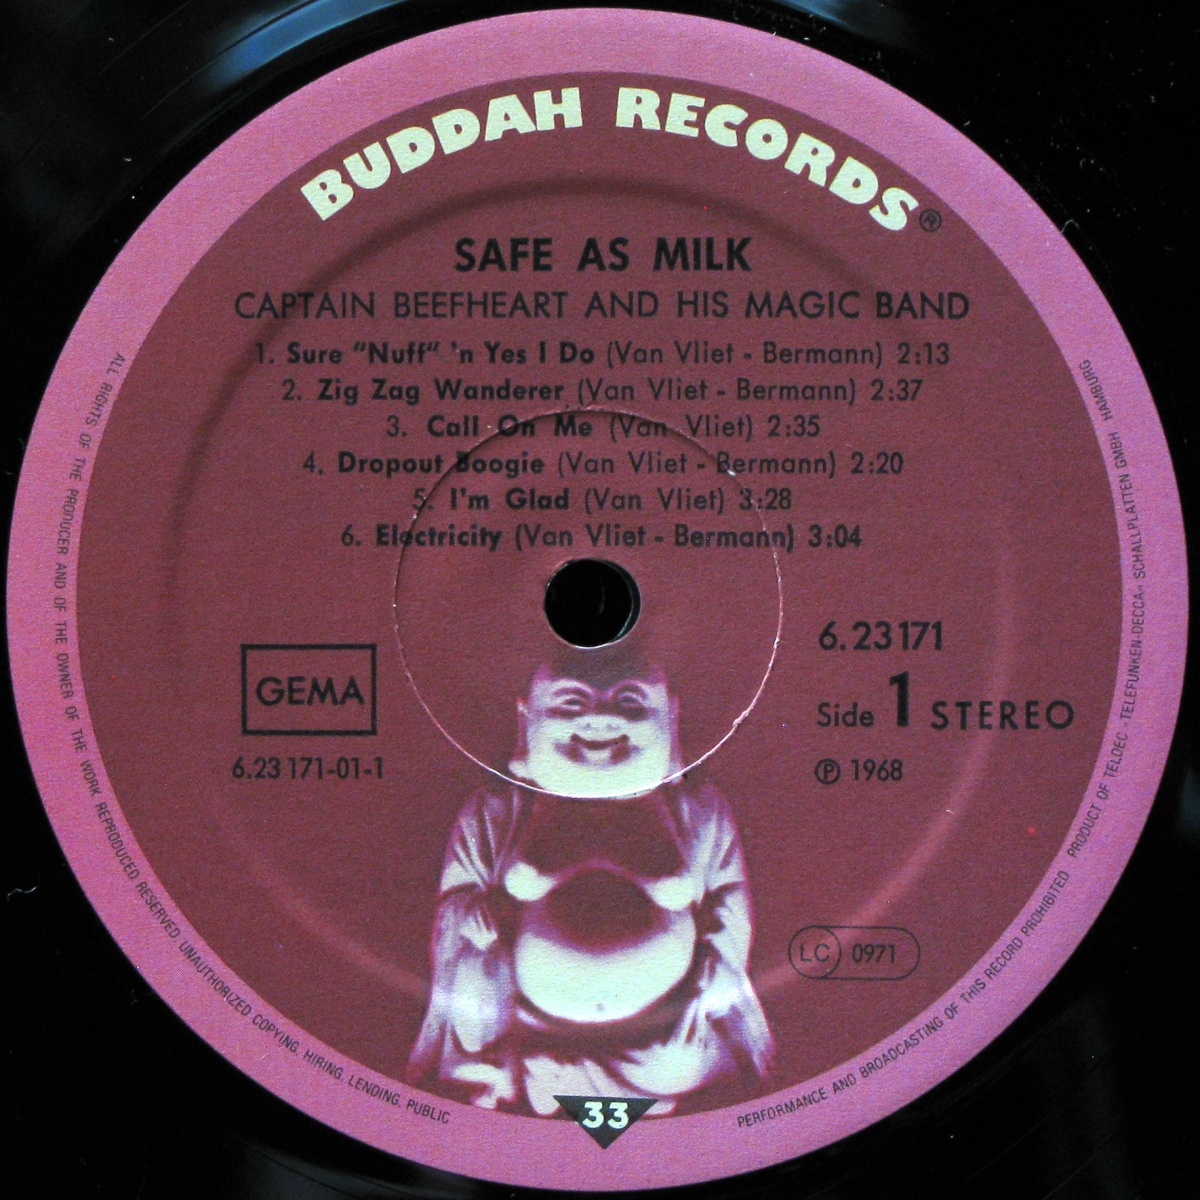 BUDDAH RECORDS®
SAFE AS MILK
CAPTAIN BEEFHEART AND HIS MAGIC BAND
1. Sure “Nuff“ 'n Yes I Do (Van Vliet - Bermann) 2:13
2. Zig Zag Wanderer (Van Vliet - Bermann) 2:37
3. Call On Me (Van Vliet) 2:35
4. Dropout Boogie (Van Vliet - Bermann) 2:20
5. I'm Glad (Van Vliet) 3:28
6. Electricity (Van Vliet - Bermann) 3:04
GEMA
6.23 171-01-1
6.23171
Side 1 STEREO
℗ 1968
LC 0971
33
ALL RIGHTS OF THE PRODUCER AND OF THE OWNER OF THE WORK REPRODUCED RESERVED. UNAUTHORIZED COPYING, HIRING, LENDING, PUBLIC PERFORMANCE AND BROADCASTING OF THIS RECORD PROHIBITED PRODUCT OF TELDEC »TELEFUNKEN-DECCA« SCHALLPLATTEN GMBH HAMBURG